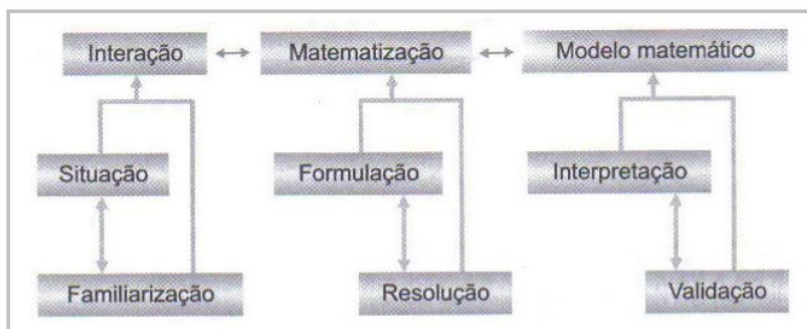 Interação
Matematização
Modelo matemático
Situação
Formulação
Interpretação
Familiarização
Resolução
Validação